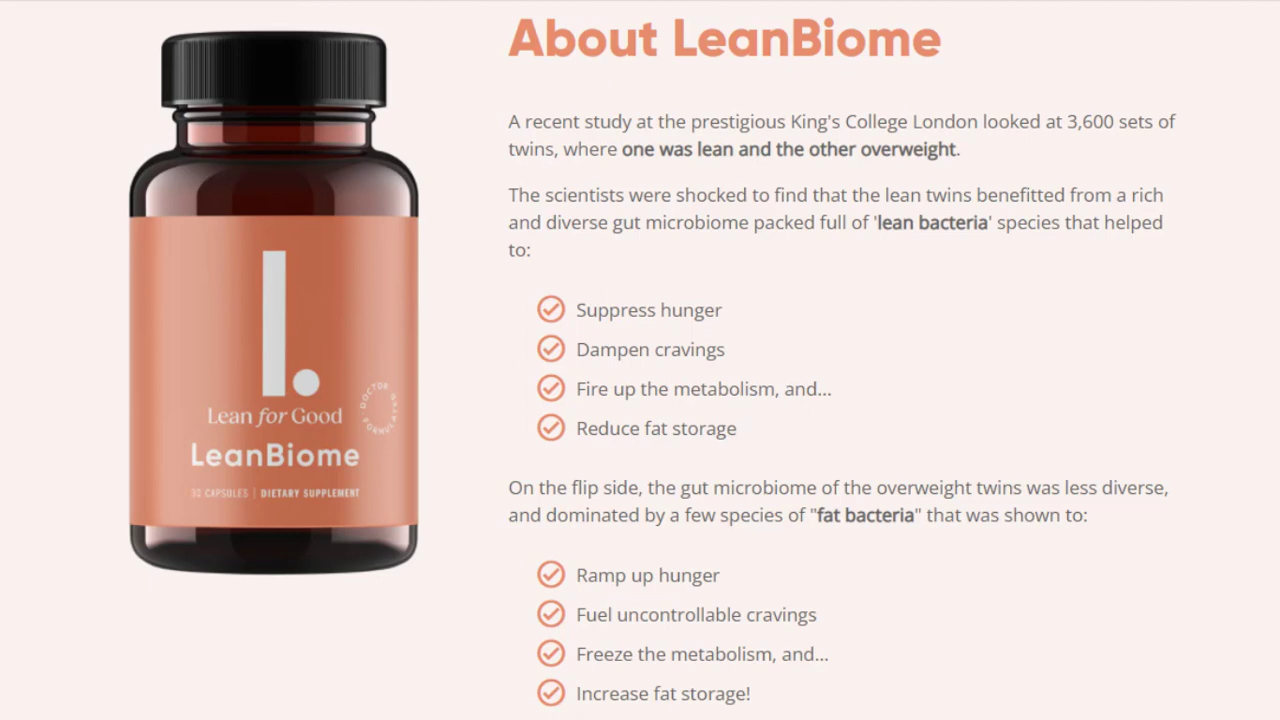 About LeanBiome
A recent study at the prestigious King's College London looked at 3,600 sets of
twins, where one was lean and the other overweight.
The scientists were shocked to find that the lean twins benefitted from a rich
and diverse gut microbiome packed full of 'lean bacteria' species that helped
to:
Suppress hunger
Dampen cravings
Fire up the metabolism, and...
Reduce fat storage
On the flip side, the gut microbiome of the overweight twins was less diverse,
and dominated by a few species of "fat bacteria" that was shown to:
Ramp up hunger
Fuel uncontrollable cravings
Freeze the metabolism, and...
Increase fat storage!
l.
Lean for Good
DOCTOR FORMULATED
LeanBiome
30 CAPSULES | DIETARY SUPPLEMENT